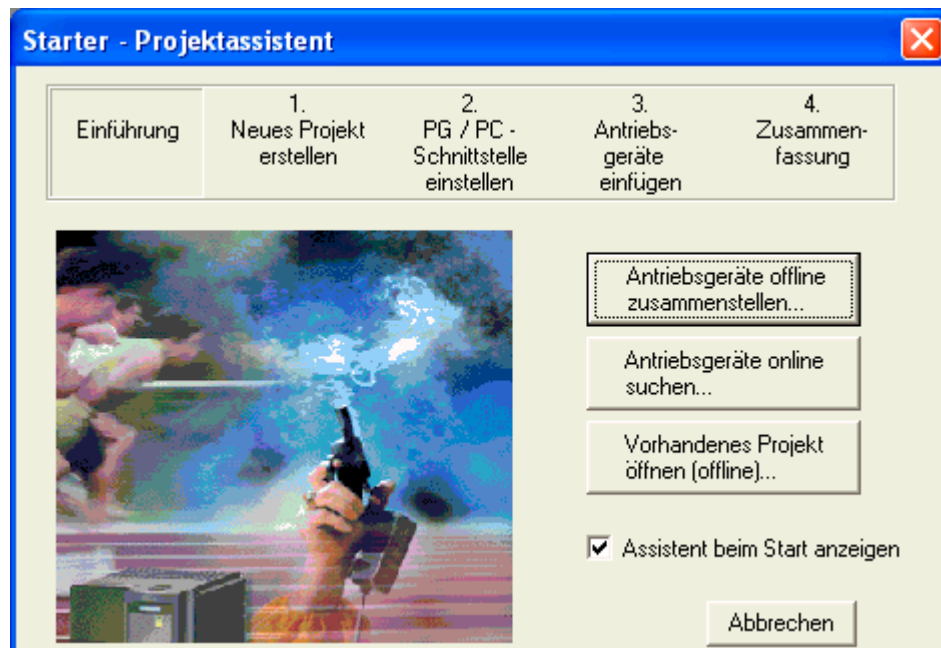 Starter - Projektassistent
Einführung
1.
Neues Projekt
erstellen
2.
PG / PC -
Schnittstelle
einstellen
3.
Antriebs-
geräte
einfügen
4.
Zusammen-
fassung
Antriebsgeräte offline
zusammenstellen...
Antriebsgeräte online
suchen...
Vorhandenes Projekt
öffnen (offline)...
Assistent beim Start anzeigen
Abbrechen